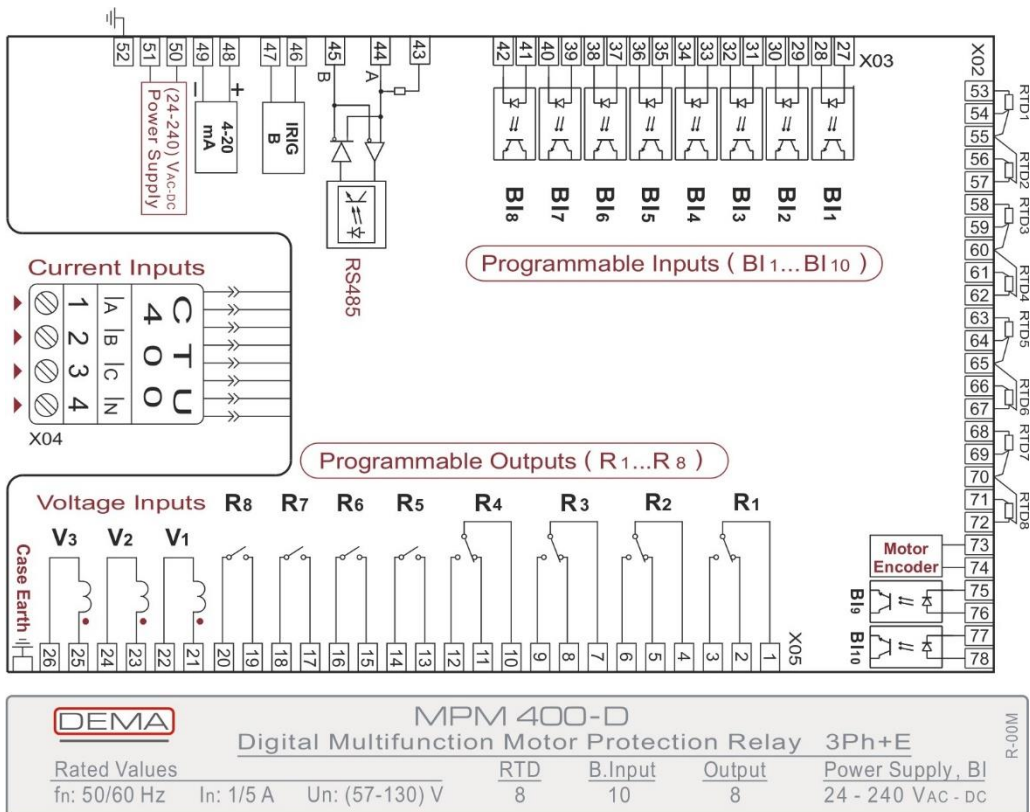 52 51 50 49 48 47 46 45 44 43 42 41 40 39 38 37 36 35 34 33 32 31 30 29 28 27 X03
X02
B A
(24-240) VAC-DC
Power Supply
− +
4-20
mA
IRIG
B
RS485
BI8 BI7 BI6 BI5 BI4 BI3 BI2 BI1
Programmable Inputs ( BI1...BI10 )
53
54
55
56
57
58
59
60
61
62
63
64
65
66
67
68
69
70
71
72
73
74
75
76
77
78
RTD1
RTD2
RTD3
RTD4
RTD5
RTD6
RTD7
RTD8
Current Inputs
1 IA
2 IB
3 IC
4 IN
CTU
400
X04
Motor
Encoder
BI9
BI10
Programmable Outputs ( R1...R8 )
Voltage Inputs
V3 V2 V1
R8 R7 R6 R5 R4 R3 R2 R1
Case Earth
26 25 24 23 22 21 20 19 18 17 16 15 14 13 12 11 10 9 8 7 6 5 4 3 2 1 X05
DEMA
MPM 400-D
Digital Multifunction Motor Protection Relay 3Ph+E
R-00M
Rated Values RTD B.Input Output Power Supply, BI
fn: 50/60 Hz In: 1/5 A Un: (57-130) V 8 10 8 24 - 240 VAC - DC